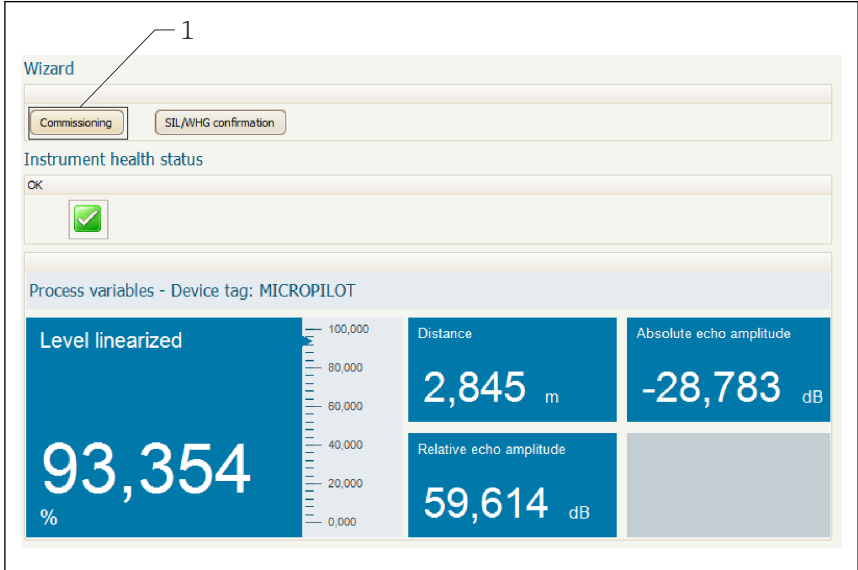 1
Wizard
Commissioning
SIL/WHG confirmation
Instrument health status
OK
Process variables - Device tag: MICROPILOT
Level linearized
93,354
%
100,000
80,000
60,000
40,000
20,000
0,000
Distance
2,845 m
Absolute echo amplitude
-28,783 dB
Relative echo amplitude
59,614 dB